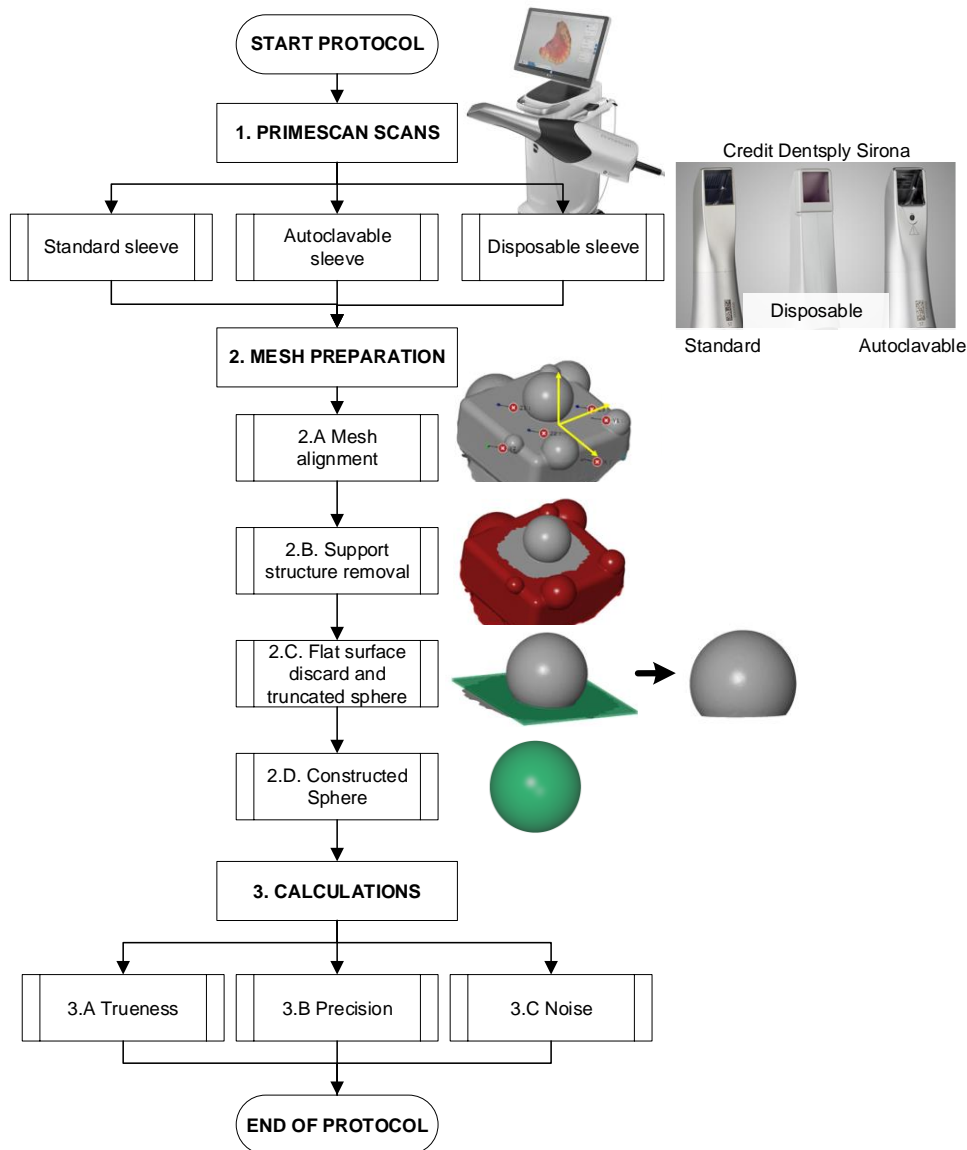 START PROTOCOL
1. PRIMESCAN SCANS
Credit Dentsply Sirona
Standard sleeve
Autoclavable
sleeve
Disposable sleeve
Disposable
Standard
Autoclavable
2. MESH PREPARATION
2.A Mesh
alignment
2.B. Support
structure removal
2.C. Flat surface
discard and
truncated sphere
2.D. Constructed
Sphere
3. CALCULATIONS
3.A Trueness
3.B Precision
3.C Noise
END OF PROTOCOL